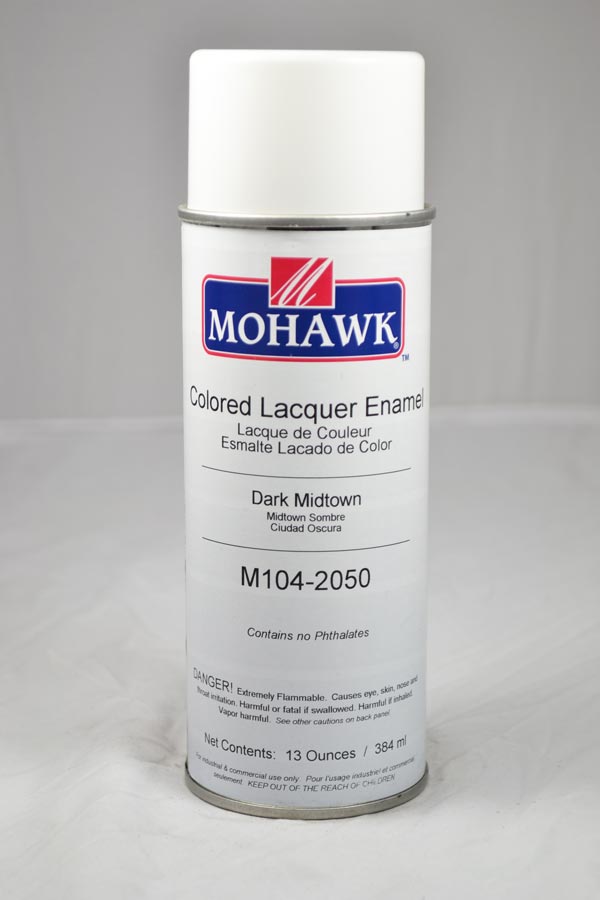 MOHAWK®
™
Colored Lacquer Enamel
Lacque de Couleur
Esmalte Lacado de Color
Dark Midtown
Midtown Sombre
Ciudad Oscura
M104-2050
Contains no Phthalates
DANGER! Extremely Flammable. Causes eye, skin, nose and
throat irritation. Harmful or fatal if swallowed. Harmful if inhaled.
Vapor harmful. See other cautions on back panel.
Net Contents: 13 Ounces / 384 ml
For industrial & commercial use only. Pour l'usage industriel et commercial
seulement. KEEP OUT OF THE REACH OF CHILDREN